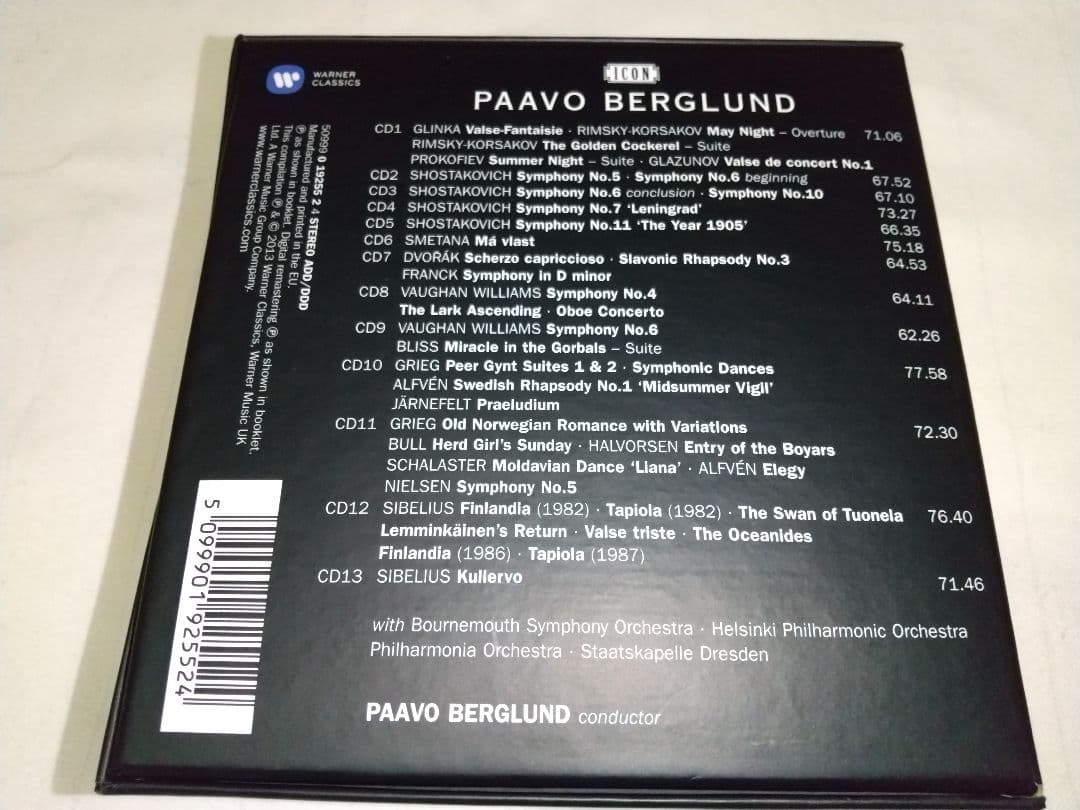 WARNER
CLASSICS
ICON
PAAVO BERGLUND
CD1 GLINKA Valse-Fantaisie · RIMSKY-KORSAKOV May Night – Overture 71.06
RIMSKY-KORSAKOV The Golden Cockerel – Suite
PROKOFIEV Summer Night – Suite · GLAZUNOV Valse de concert No.1
CD2 SHOSTAKOVICH Symphony No.5 · Symphony No.6 beginning 67.52
CD3 SHOSTAKOVICH Symphony No.6 conclusion · Symphony No.10 67.10
CD4 SHOSTAKOVICH Symphony No.7 ‘Leningrad’ 73.27
CD5 SHOSTAKOVICH Symphony No.11 ‘The Year 1905’ 66.35
CD6 SMETANA Má vlast 75.18
CD7 DVOŘÁK Scherzo capriccioso · Slavonic Rhapsody No.3 64.53
FRANCK Symphony in D minor
CD8 VAUGHAN WILLIAMS Symphony No.4 64.11
The Lark Ascending · Oboe Concerto
CD9 VAUGHAN WILLIAMS Symphony No.6 62.26
BLISS Miracle in the Gorbals – Suite
CD10 GRIEG Peer Gynt Suites 1 & 2 · Symphonic Dances 77.58
ALFVÉN Swedish Rhapsody No.1 ‘Midsummer Vigil’
JÄRNEFELT Praeludium
CD11 GRIEG Old Norwegian Romance with Variations 72.30
BULL Herd Girl’s Sunday · HALVORSEN Entry of the Boyars
SCHALASTER Moldavian Dance ‘Liana’ · ALFVÉN Elegy
NIELSEN Symphony No.5
CD12 SIBELIUS Finlandia (1982) · Tapiola (1982) · The Swan of Tuonela 76.40
Lemminkäinen’s Return · Valse triste · The Oceanides
Finlandia (1986) · Tapiola (1987)
CD13 SIBELIUS Kullervo 71.46
with Bournemouth Symphony Orchestra · Helsinki Philharmonic Orchestra
Philharmonia Orchestra · Staatskapelle Dresden
PAAVO BERGLUND conductor
50999 0 19255 2 4 STEREO ADD/DDD
Manufactured and printed in the EU.
℗ as shown in booklet. Digital remastering ℗ as shown in booklet.
This compilation ℗ & © 2013 Warner Classics, Warner Music UK
Ltd. A Warner Music Group Company.
www.warnerclassics.com
5 099901 925524